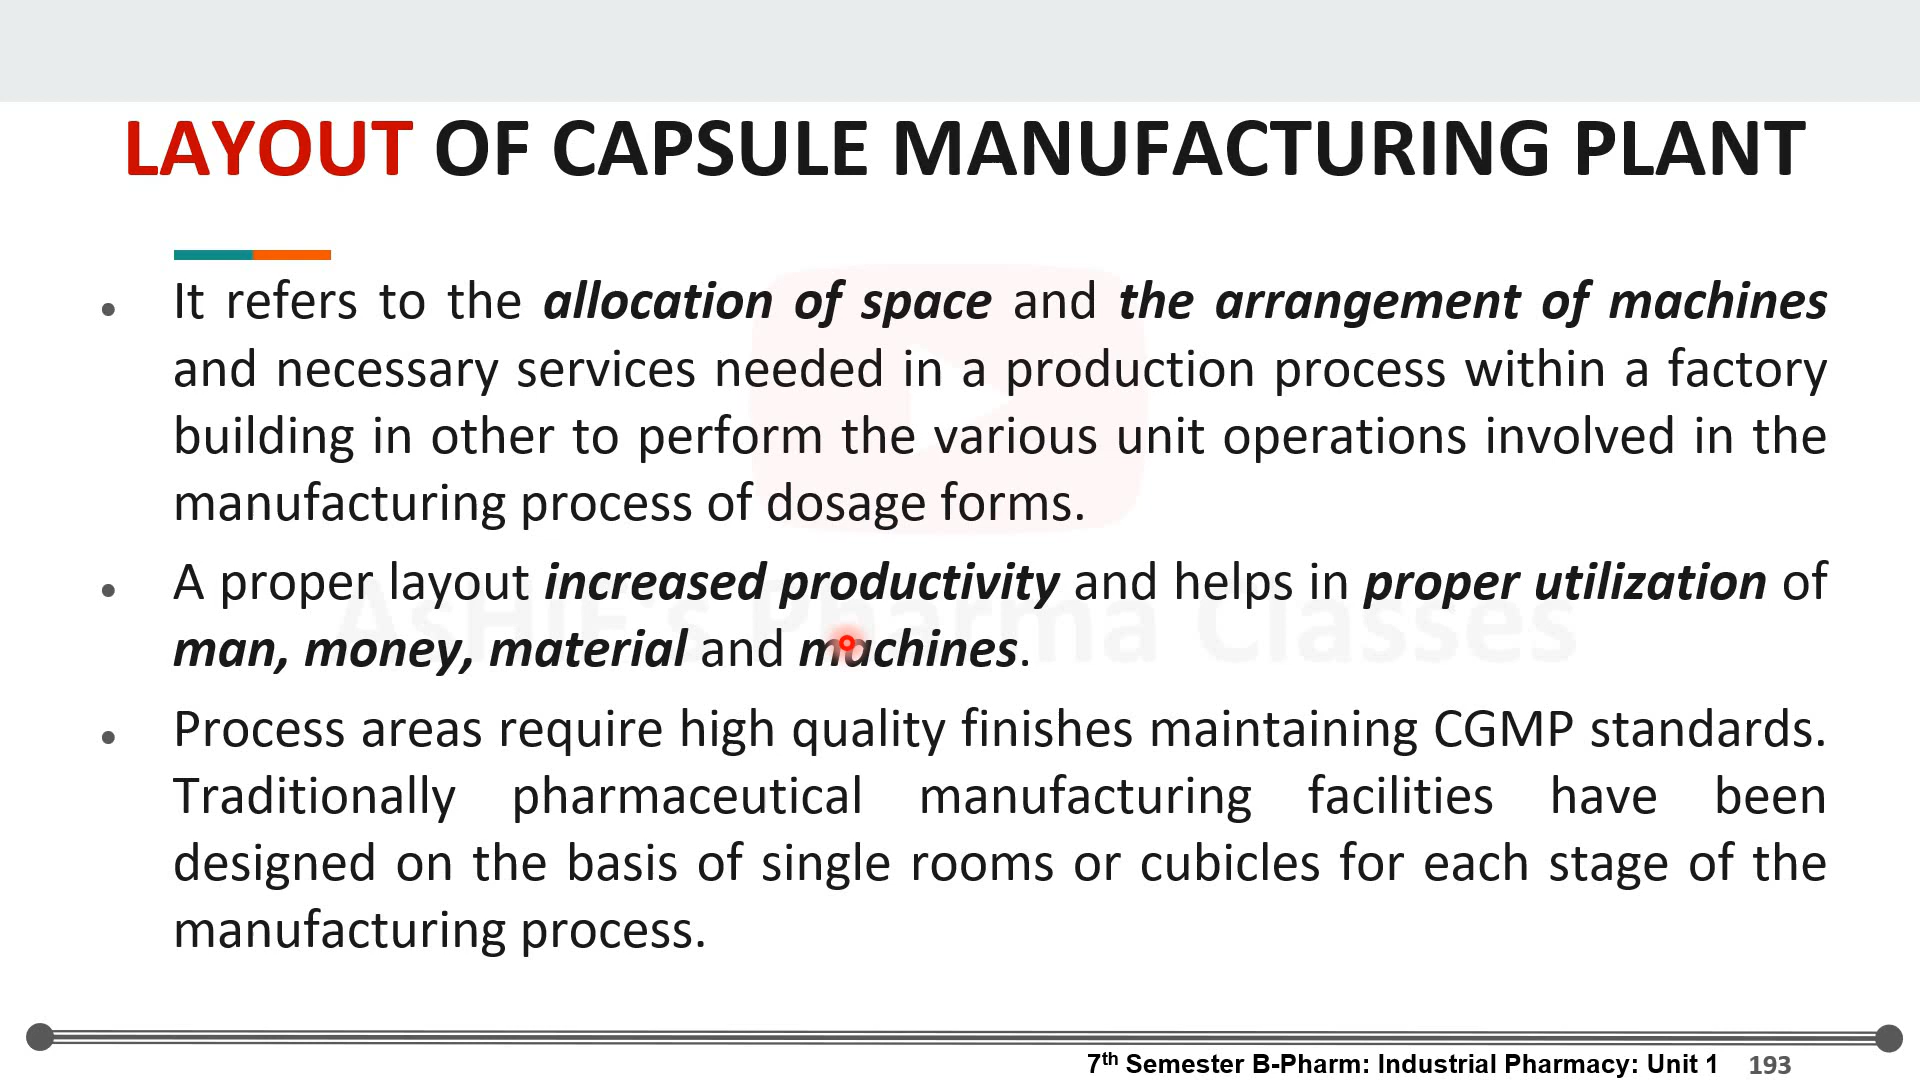 LAYOUT OF CAPSULE MANUFACTURING PLANT
• It refers to the allocation of space and the arrangement of machines
and necessary services needed in a production process within a factory
building in other to perform the various unit operations involved in the
manufacturing process of dosage forms.
• A proper layout increased productivity and helps in proper utilization of
man, money, material and machines.
• Process areas require high quality finishes maintaining CGMP standards.
Traditionally pharmaceutical manufacturing facilities have been
designed on the basis of single rooms or cubicles for each stage of the
manufacturing process.
AsHIF's Pharma Classes
7th Semester B-Pharm: Industrial Pharmacy: Unit 1 193